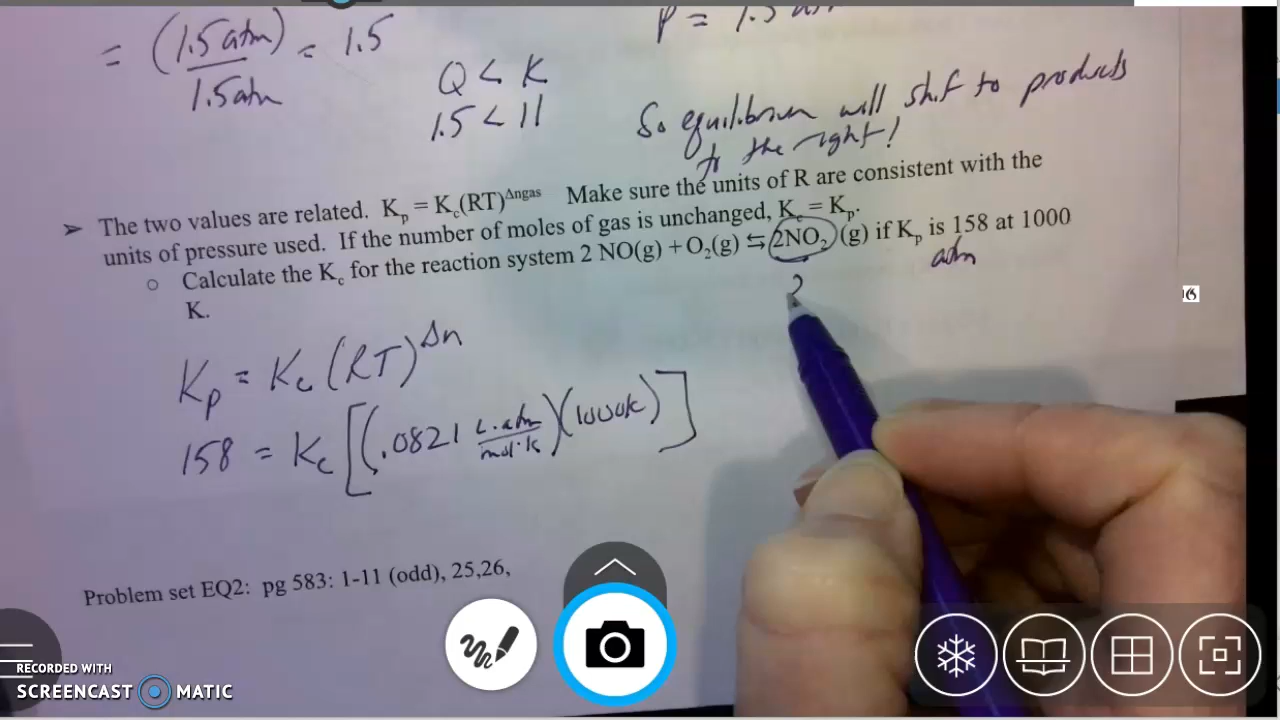 = (1.5 atm) = 1.5
1.5 atm
P = 1.5 atm
Q < K
1.5 < 11
So equilibrium will shift to products
to the right!
➤ The two values are related. Kp = Kc(RT)^Δngas Make sure the units of R are consistent with the
units of pressure used. If the number of moles of gas is unchanged, Kc = Kp.
o Calculate the Kc for the reaction system 2 NO(g) + O₂(g) ⇆ 2NO₂ (g) if Kp is 158 at 1000
K.
atm
2
Kp = Kc (RT)^Δn
158 = Kc [(.0821 L·atm/mol·K)(1000K)]
Problem set EQ2: pg 583: 1-11 (odd), 25,26,
RECORDED WITH
SCREENCAST MATIC